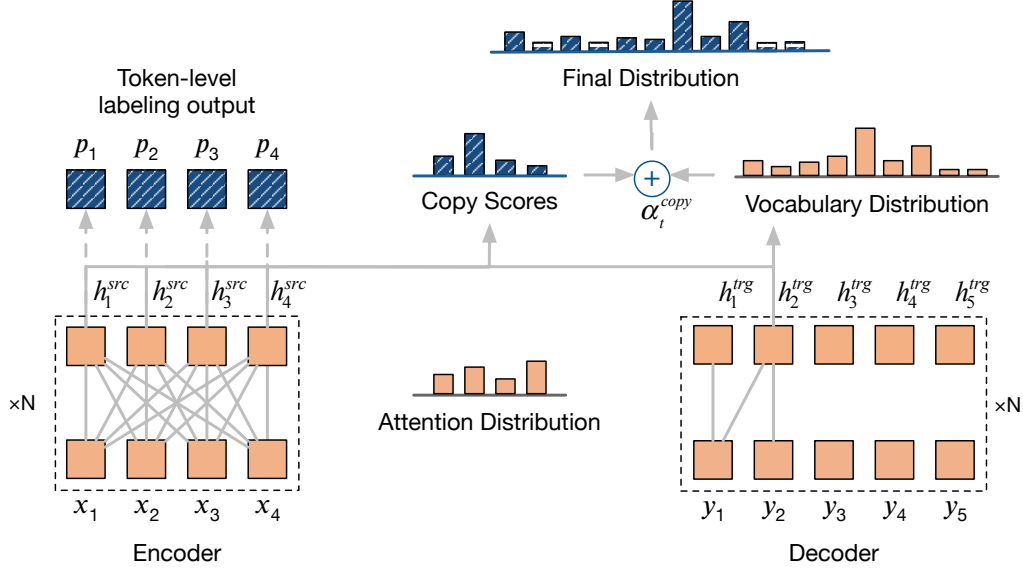 Final Distribution
Token-level
labeling output
p₁ p₂ p₃ p₄
Copy Scores
+
α_t^{copy}
Vocabulary Distribution
h₁^{src} h₂^{src} h₃^{src} h₄^{src}
h₁^{trg} h₂^{trg} h₃^{trg} h₄^{trg} h₅^{trg}
×N
Attention Distribution
×N
x₁ x₂ x₃ x₄
y₁ y₂ y₃ y₄ y₅
Encoder
Decoder